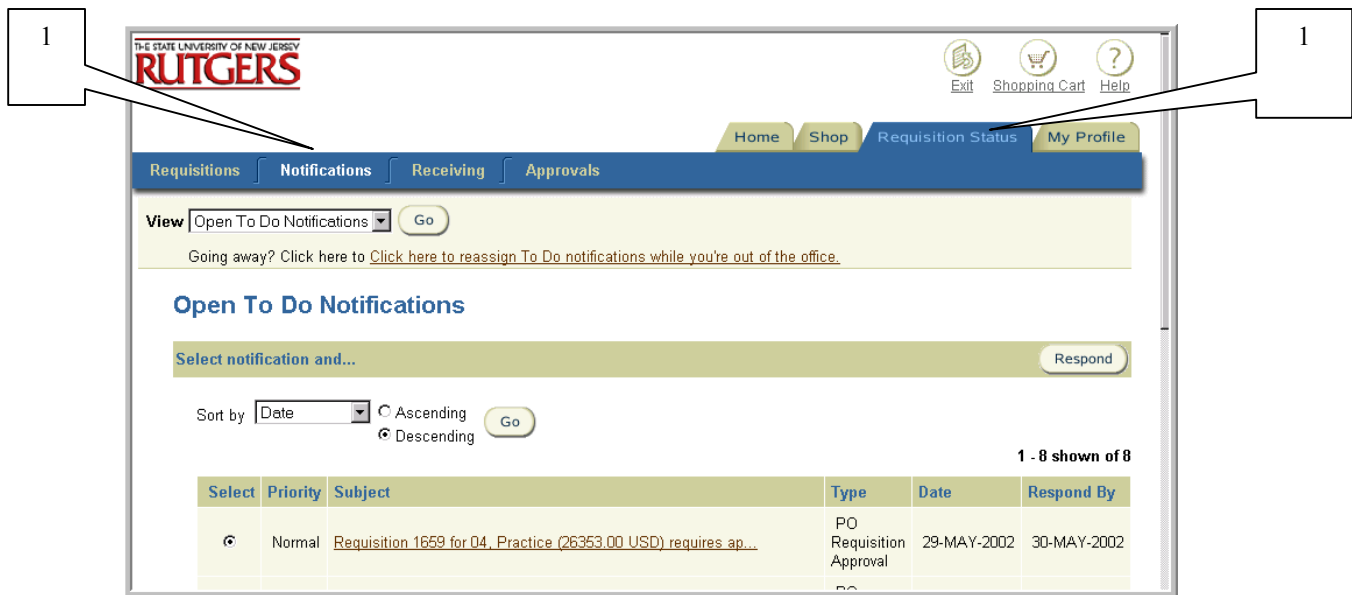 1
1
THE STATE UNIVERSITY OF NEW JERSEY
RUTGERS
Exit Shopping Cart Help
Home Shop Requisition Status My Profile
Requisitions Notifications Receiving Approvals
View Open To Do Notifications Go
Going away? Click here to Click here to reassign To Do notifications while you're out of the office.
Open To Do Notifications
Select notification and... Respond
Sort by Date Ascending Go
Descending
1 - 8 shown of 8
Select Priority Subject Type Date Respond By
Normal Requisition 1659 for 04, Practice (26353.00 USD) requires ap... PO Requisition Approval 29-MAY-2002 30-MAY-2002